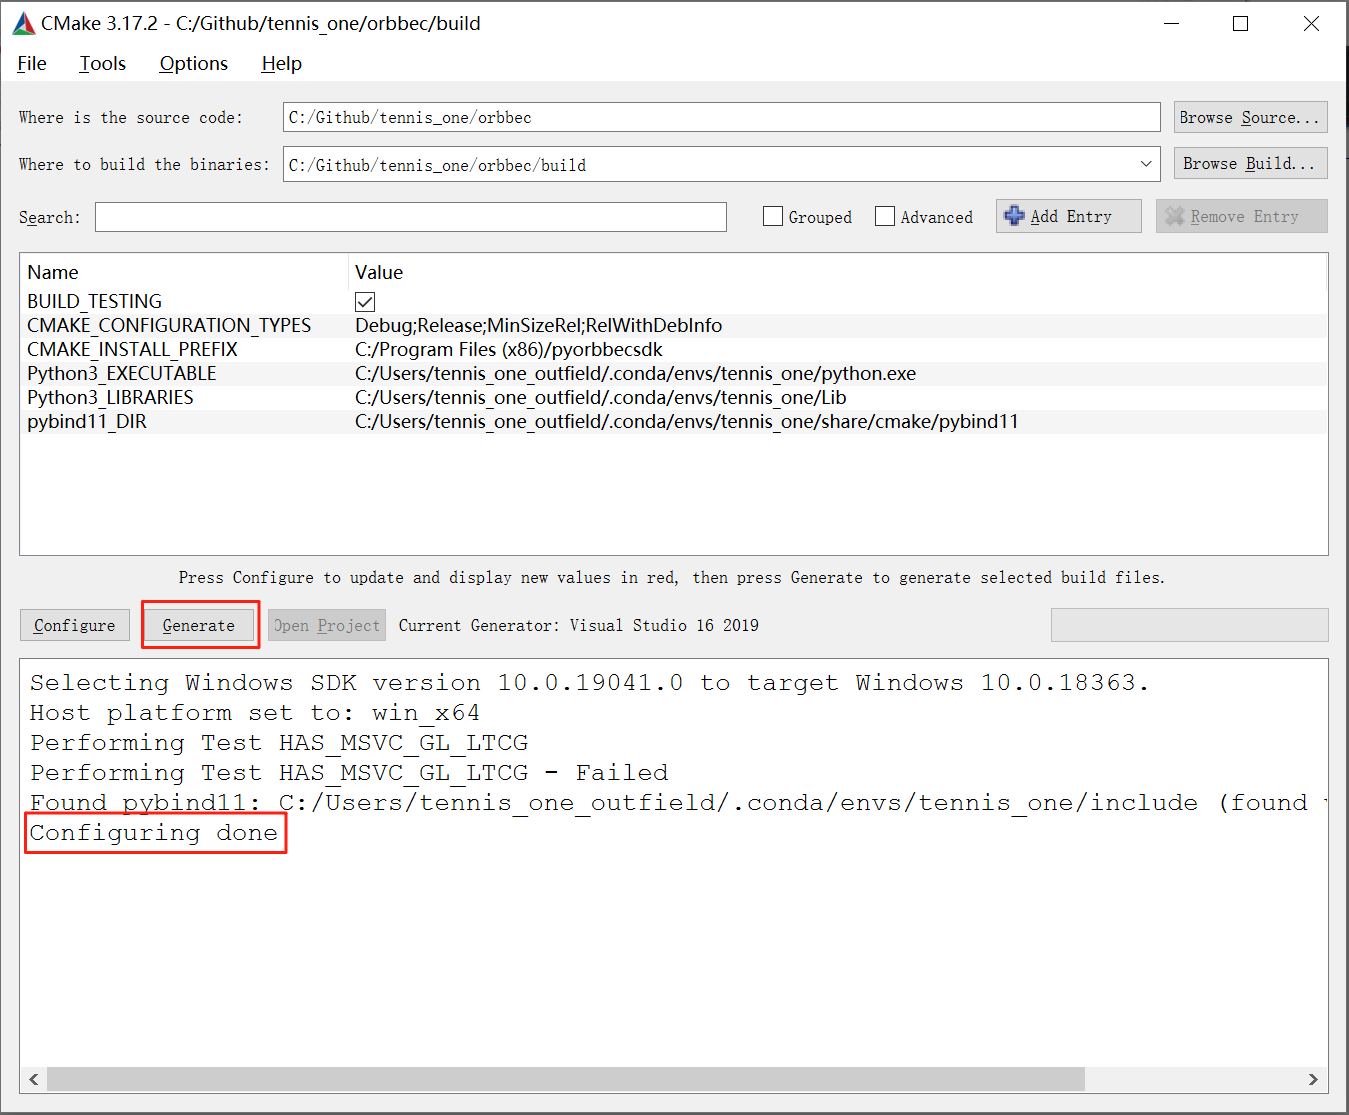 CMake 3.17.2 - C:/Github/tennis_one/orbbec/build
File Tools Options Help
Where is the source code: C:/Github/tennis_one/orbbec Browse Source...
Where to build the binaries: C:/Github/tennis_one/orbbec/build Browse Build...
Search: Grouped Advanced Add Entry Remove Entry
Name Value
BUILD_TESTING
CMAKE_CONFIGURATION_TYPES Debug;Release;MinSizeRel;RelWithDebInfo
CMAKE_INSTALL_PREFIX C:/Program Files (x86)/pyorbbecsdk
Python3_EXECUTABLE C:/Users/tennis_one_outfield/.conda/envs/tennis_one/python.exe
Python3_LIBRARIES C:/Users/tennis_one_outfield/.conda/envs/tennis_one/Lib
pybind11_DIR C:/Users/tennis_one_outfield/.conda/envs/tennis_one/share/cmake/pybind11
Press Configure to update and display new values in red, then press Generate to generate selected build files.
Configure Generate Open Project Current Generator: Visual Studio 16 2019
Selecting Windows SDK version 10.0.19041.0 to target Windows 10.0.18363.
Host platform set to: win_x64
Performing Test HAS_MSVC_GL_LTCG
Performing Test HAS_MSVC_GL_LTCG - Failed
Found pybind11: C:/Users/tennis_one_outfield/.conda/envs/tennis_one/include (found
Configuring done